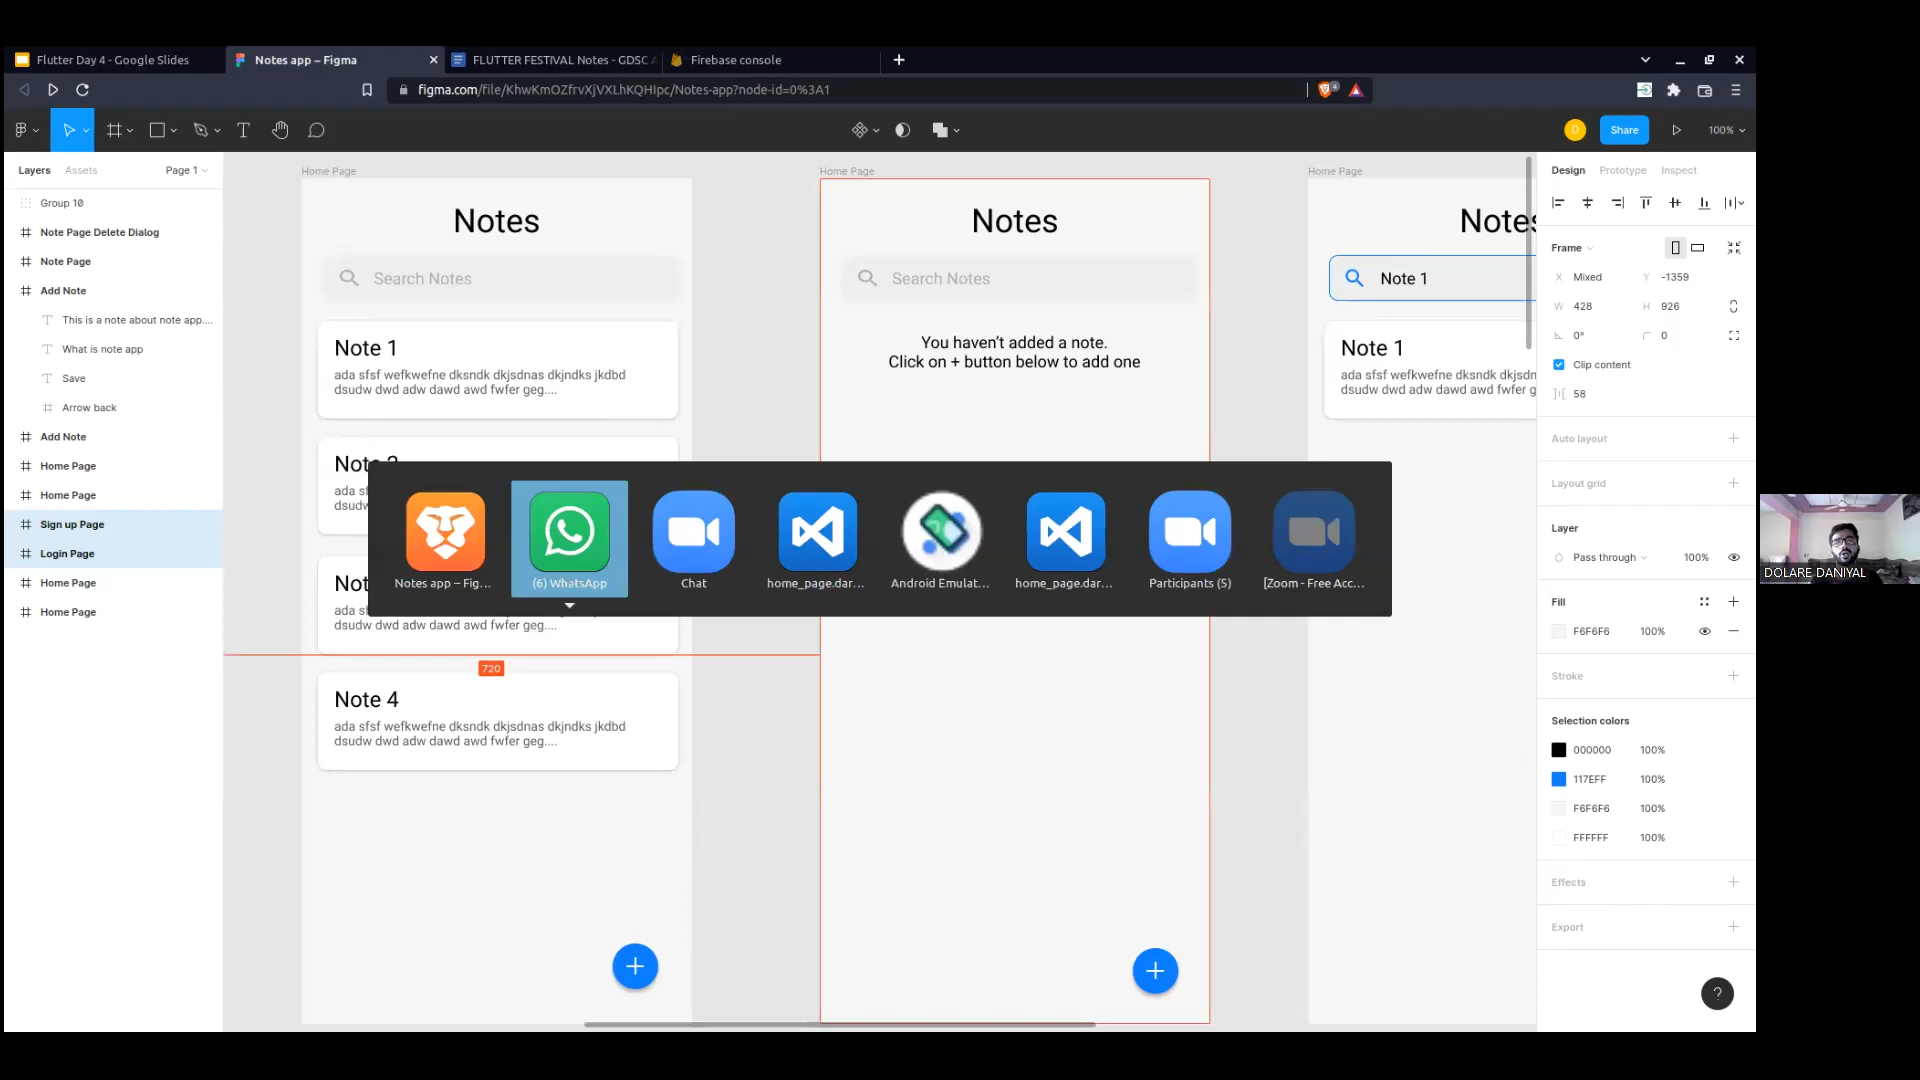 Flutter Day 4 - Google Slides
Notes app – Figma
FLUTTER FESTIVAL Notes - GDSC
Firebase console
figma.com/file/KhwKmOZfrvXjVXLhKQHIpc/Notes-app?node-id=0%3A1
4
D
Share
100%
Layers
Assets
Page 1
Group 10
Note Page Delete Dialog
Note Page
Add Note
This is a note about note app....
What is note app
Save
Arrow back
Add Note
Home Page
Home Page
Sign up Page
Login Page
Home Page
Home Page
Home Page
Notes
Search Notes
Note 1
ada sfsf wefkwefne dksndk dkjsdnas dkjndks jkdbd
dsudw dwd adw dawd awd fwfer geg....
Note 2
ada sf
dsudw
Not
ada sf
dsudw dwd adw dawd awd fwfer geg....
720
Note 4
ada sfsf wefkwefne dksndk dkjsdnas dkjndks jkdbd
dsudw dwd adw dawd awd fwfer geg....
Home Page
Notes
Search Notes
You haven’t added a note.
Click on + button below to add one
Home Page
Notes
Note 1
Note 1
ada sfsf wefkwefne dksndk dkjsdn
dsudw dwd adw dawd awd fwfer g
Notes app – Fig...
(6) WhatsApp
Chat
home_page.dar...
Android Emulat...
home_page.dar...
Participants (5)
[Zoom - Free Acc...
Design
Prototype
Inspect
Frame
X Mixed
Y -1359
W 428
H 926
0°
0
Clip content
58
Auto layout
Layout grid
Layer
Pass through
100%
Fill
F6F6F6 100%
Stroke
Selection colors
000000 100%
117EFF 100%
F6F6F6 100%
FFFFFF 100%
Effects
Export
?
DOLARE DANIYAL